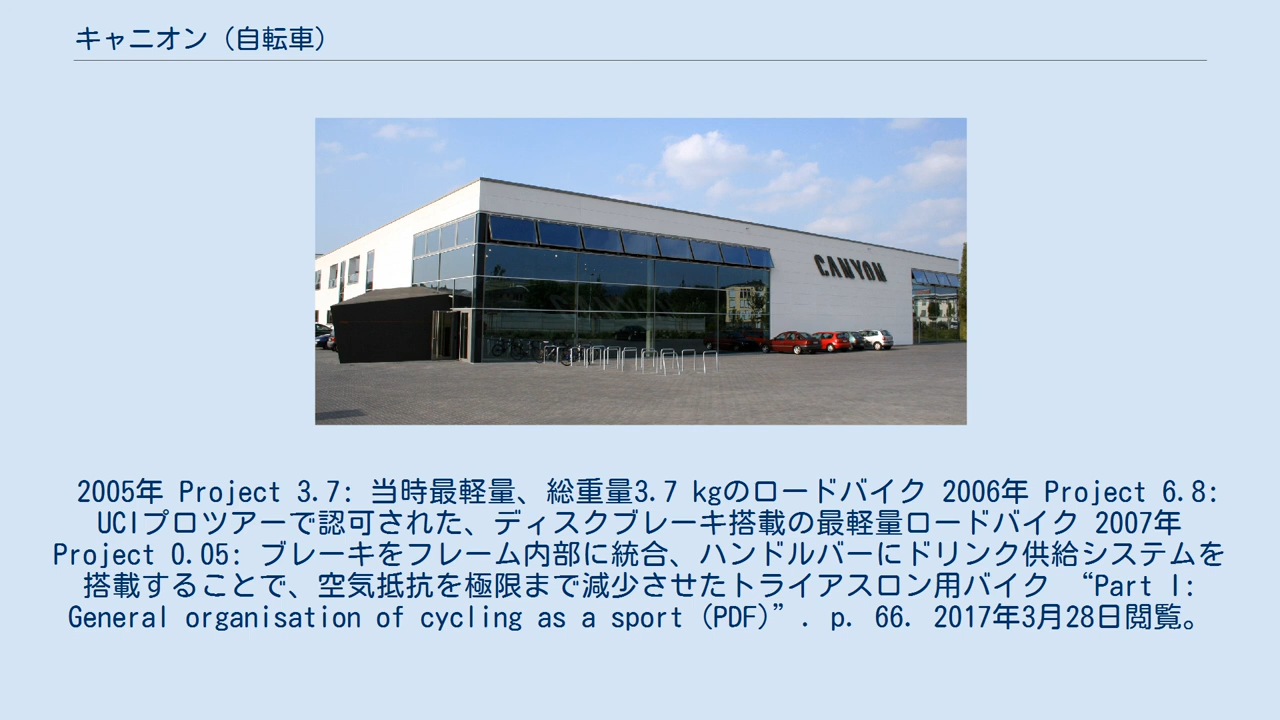 キャニオン（自転車）
CANYON
2005年 Project 3.7: 当時最軽量、総重量3.7 kgのロードバイク 2006年 Project 6.8:
UCIプロツアーで認可された、ディスクブレーキ搭載の最軽量ロードバイク 2007年
Project 0.05: ブレーキをフレーム内部に統合、ハンドルバーにドリンク供給システムを
搭載することで、空気抵抗を極限まで減少させたトライアスロン用バイク “Part I:
General organisation of cycling as a sport (PDF)”. p. 66. 2017年3月28日閲覧。